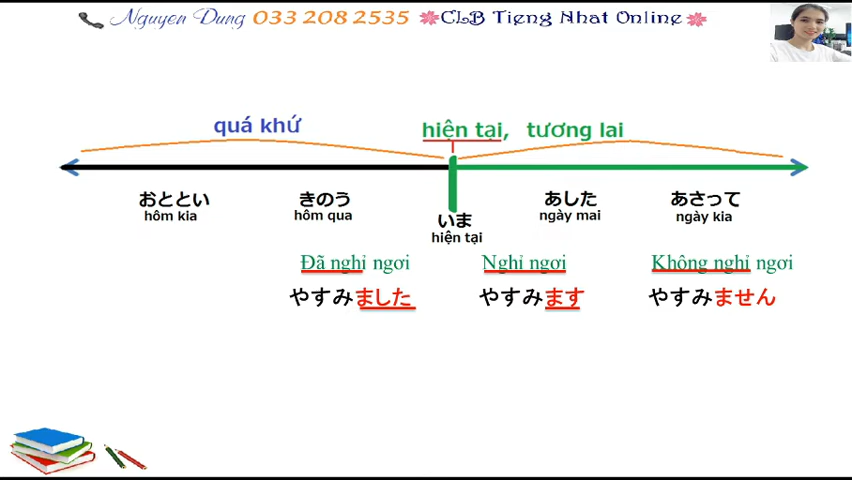 Nguyen Dung 033 208 2535 CLB Tieng Nhat Online
quá khứ
hiện tại, tương lai
おととい きのう あした あさって
hôm kia hôm qua ngày mai ngày kia
いま
hiện tại
Đã nghỉ ngơi Nghỉ ngơi Không nghỉ ngơi
やすみました やすみます やすみません